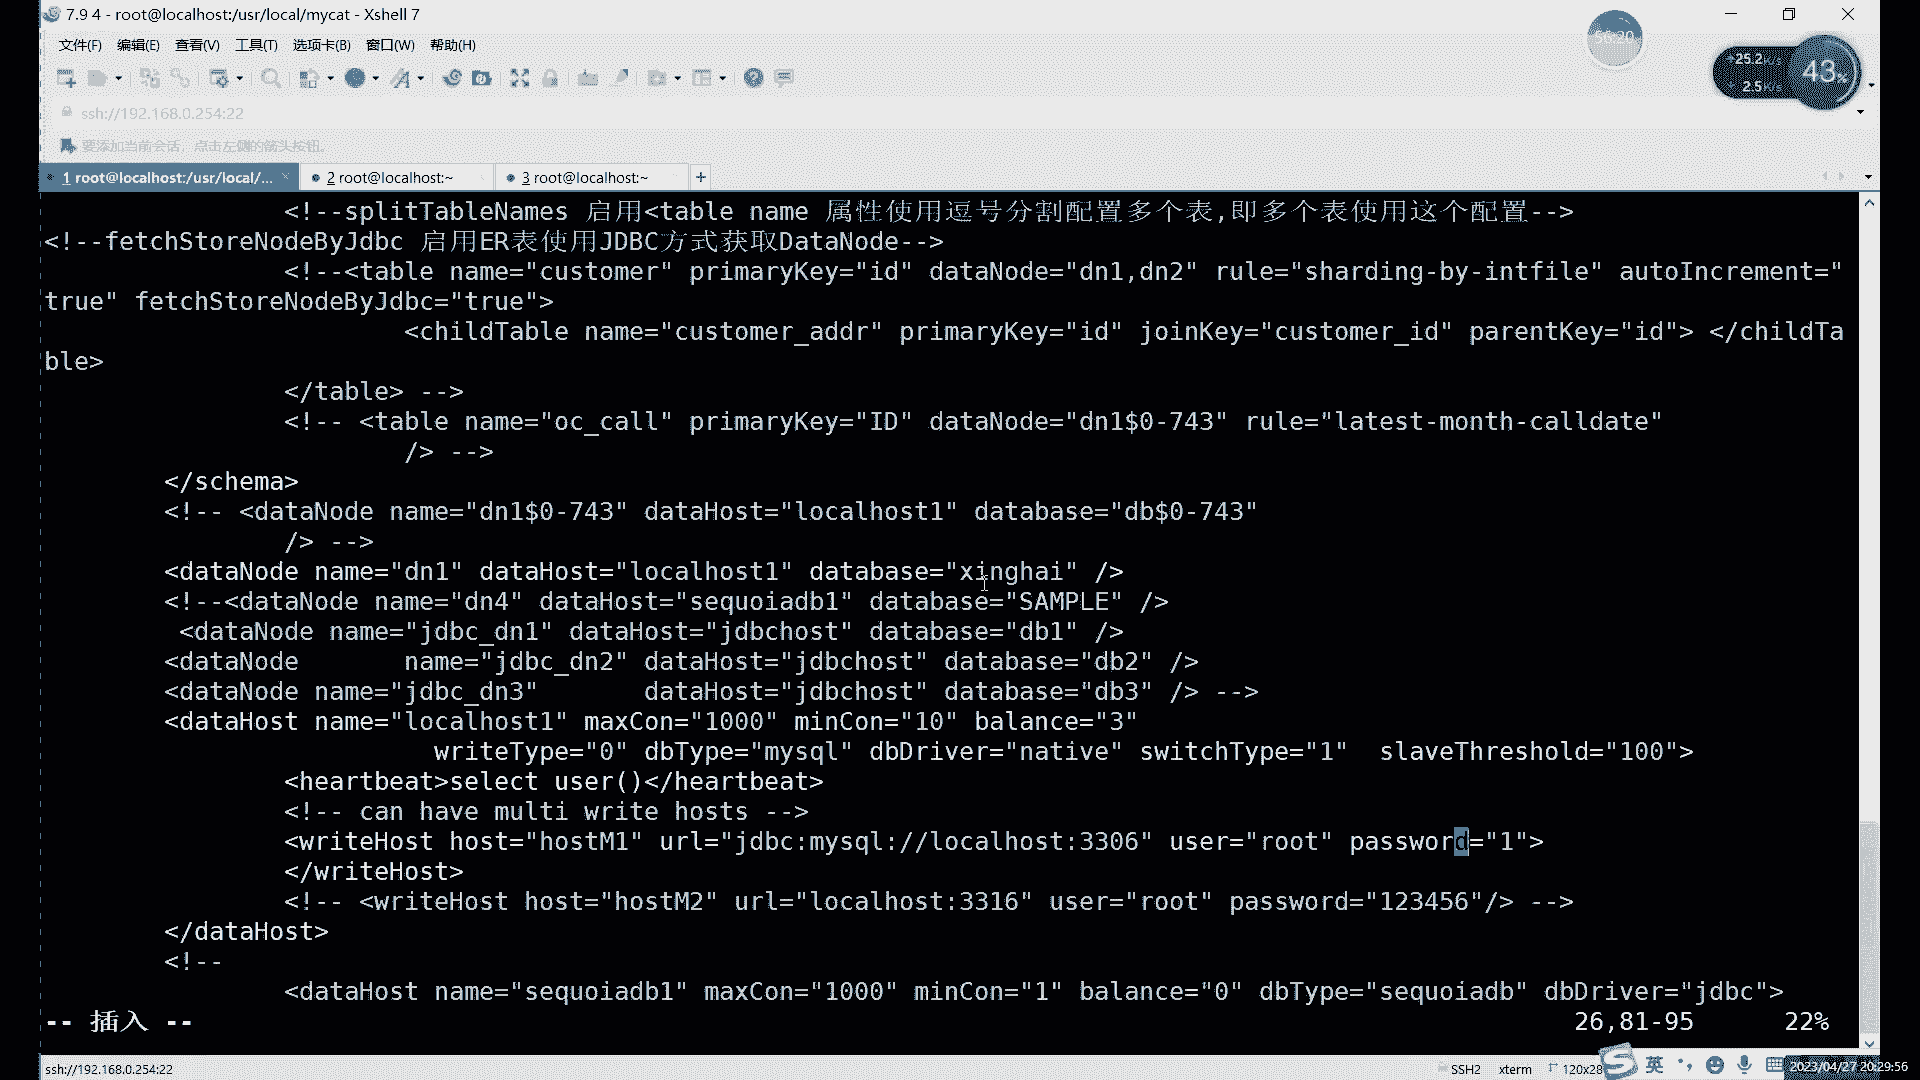 7.9 4 - root@localhost:/usr/local/mycat - Xshell 7
文件(F) 编辑(E) 查看(V) 工具(T) 选项卡(B) 窗口(W) 帮助(H)
56:20
+25.2K/s
2.5K/s
43%
ssh://192.168.0.254:22
要添加当前会话，点击左侧的箭头按钮。
1 root@localhost:/usr/local/... × 2 root@localhost:~ 3 root@localhost:~ +
<!--splitTableNames 启用<table name 属性使用逗号分割配置多个表,即多个表使用这个配置-->
<!--fetchStoreNodeByJdbc 启用ER表使用JDBC方式获取DataNode-->
<!--<table name="customer" primaryKey="id" dataNode="dn1,dn2" rule="sharding-by-intfile" autoIncrement="
true" fetchStoreNodeByJdbc="true">
<childTable name="customer_addr" primaryKey="id" joinKey="customer_id" parentKey="id"> </childTa
ble>
</table> -->
<!-- <table name="oc_call" primaryKey="ID" dataNode="dn1$0-743" rule="latest-month-calldate"
/> -->
</schema>
<!-- <dataNode name="dn1$0-743" dataHost="localhost1" database="db$0-743"
/> -->
<dataNode name="dn1" dataHost="localhost1" database="xinghai" />
<!--<dataNode name="dn4" dataHost="sequoiadb1" database="SAMPLE" />
<dataNode name="jdbc_dn1" dataHost="jdbchost" database="db1" />
<dataNode name="jdbc_dn2" dataHost="jdbchost" database="db2" />
<dataNode name="jdbc_dn3" dataHost="jdbchost" database="db3" /> -->
<dataHost name="localhost1" maxCon="1000" minCon="10" balance="3"
writeType="0" dbType="mysql" dbDriver="native" switchType="1" slaveThreshold="100">
<heartbeat>select user()</heartbeat>
<!-- can have multi write hosts -->
<writeHost host="hostM1" url="jdbc:mysql://localhost:3306" user="root" password="1">
</writeHost>
<!-- <writeHost host="hostM2" url="localhost:3316" user="root" password="123456"/> -->
</dataHost>
<!--
<dataHost name="sequoiadb1" maxCon="1000" minCon="1" balance="0" dbType="sequoiadb" dbDriver="jdbc">
-- 插入 -- 26,81-95 22%
ssh://192.168.0.254:22 SSH2 xterm 120x28 英 2023/04/27 20:29:56